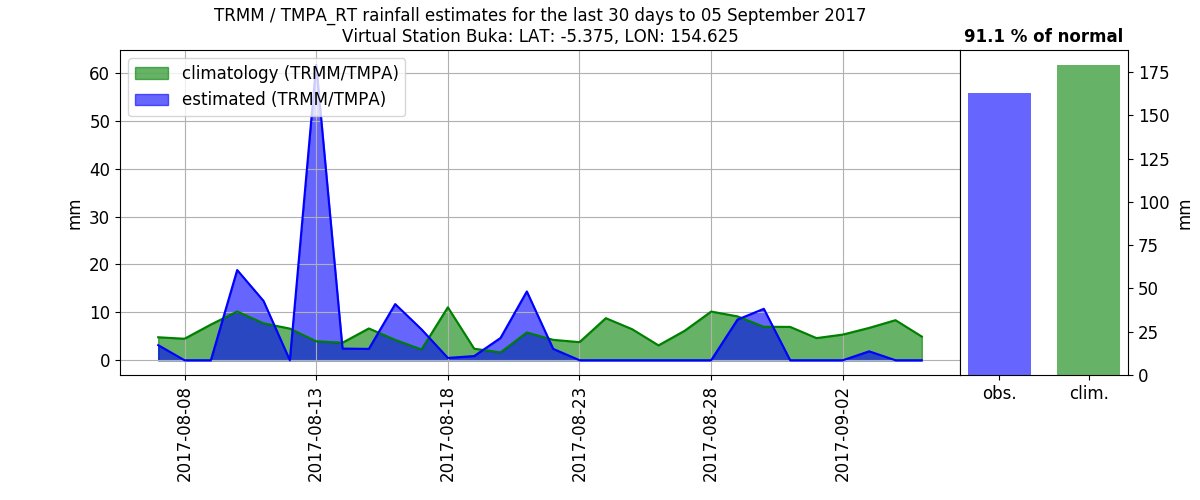 TRMM / TMPA_RT rainfall estimates for the last 30 days to 05 September 2017
Virtual Station Buka: LAT: -5.375, LON: 154.625
91.1 % of normal
climatology (TRMM/TMPA)
estimated (TRMM/TMPA)
60
50
40
30
20
10
0
mm
2017-08-08
2017-08-13
2017-08-18
2017-08-23
2017-08-28
2017-09-02
175
150
125
100
75
50
25
0
mm
obs.
clim.